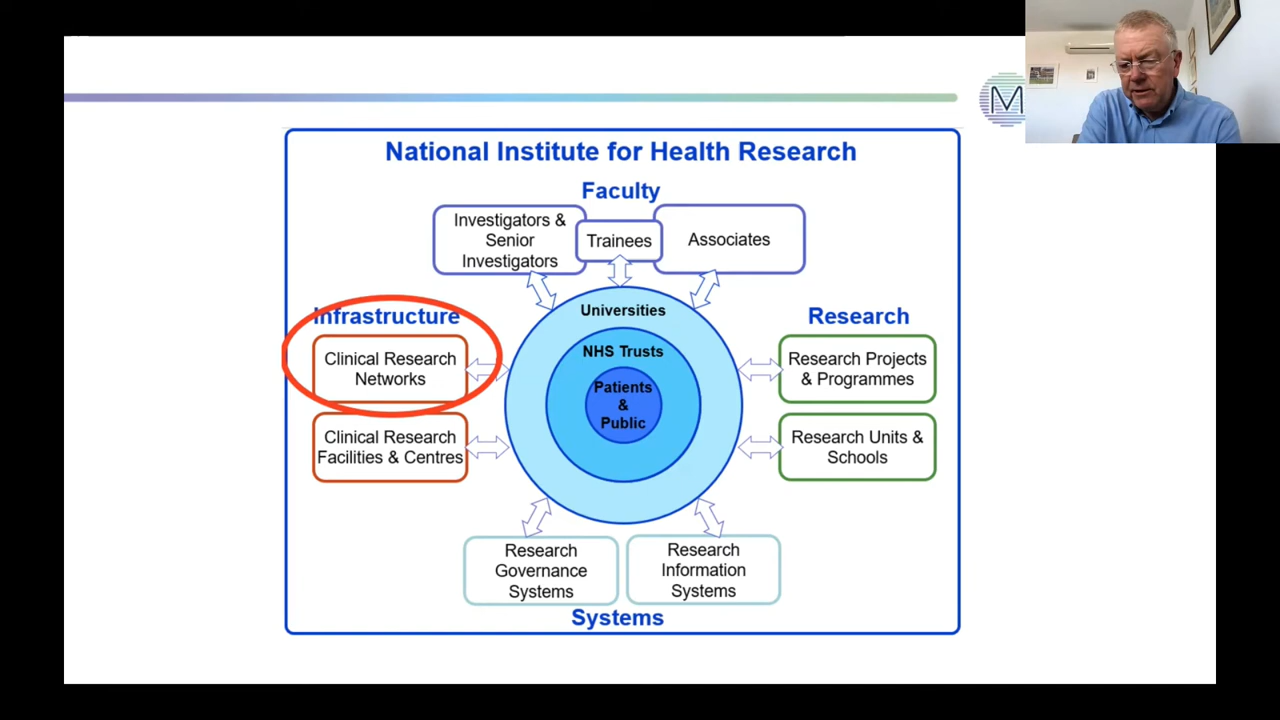 M
National Institute for Health Research
Faculty
Investigators &
Senior
Investigators
Trainees
Associates
Universities
NHS Trusts
Patients
&
Public
Infrastructure
Clinical Research
Networks
Clinical Research
Facilities & Centres
Research
Research Projects
& Programmes
Research Units &
Schools
Research
Governance
Systems
Research
Information
Systems
Systems